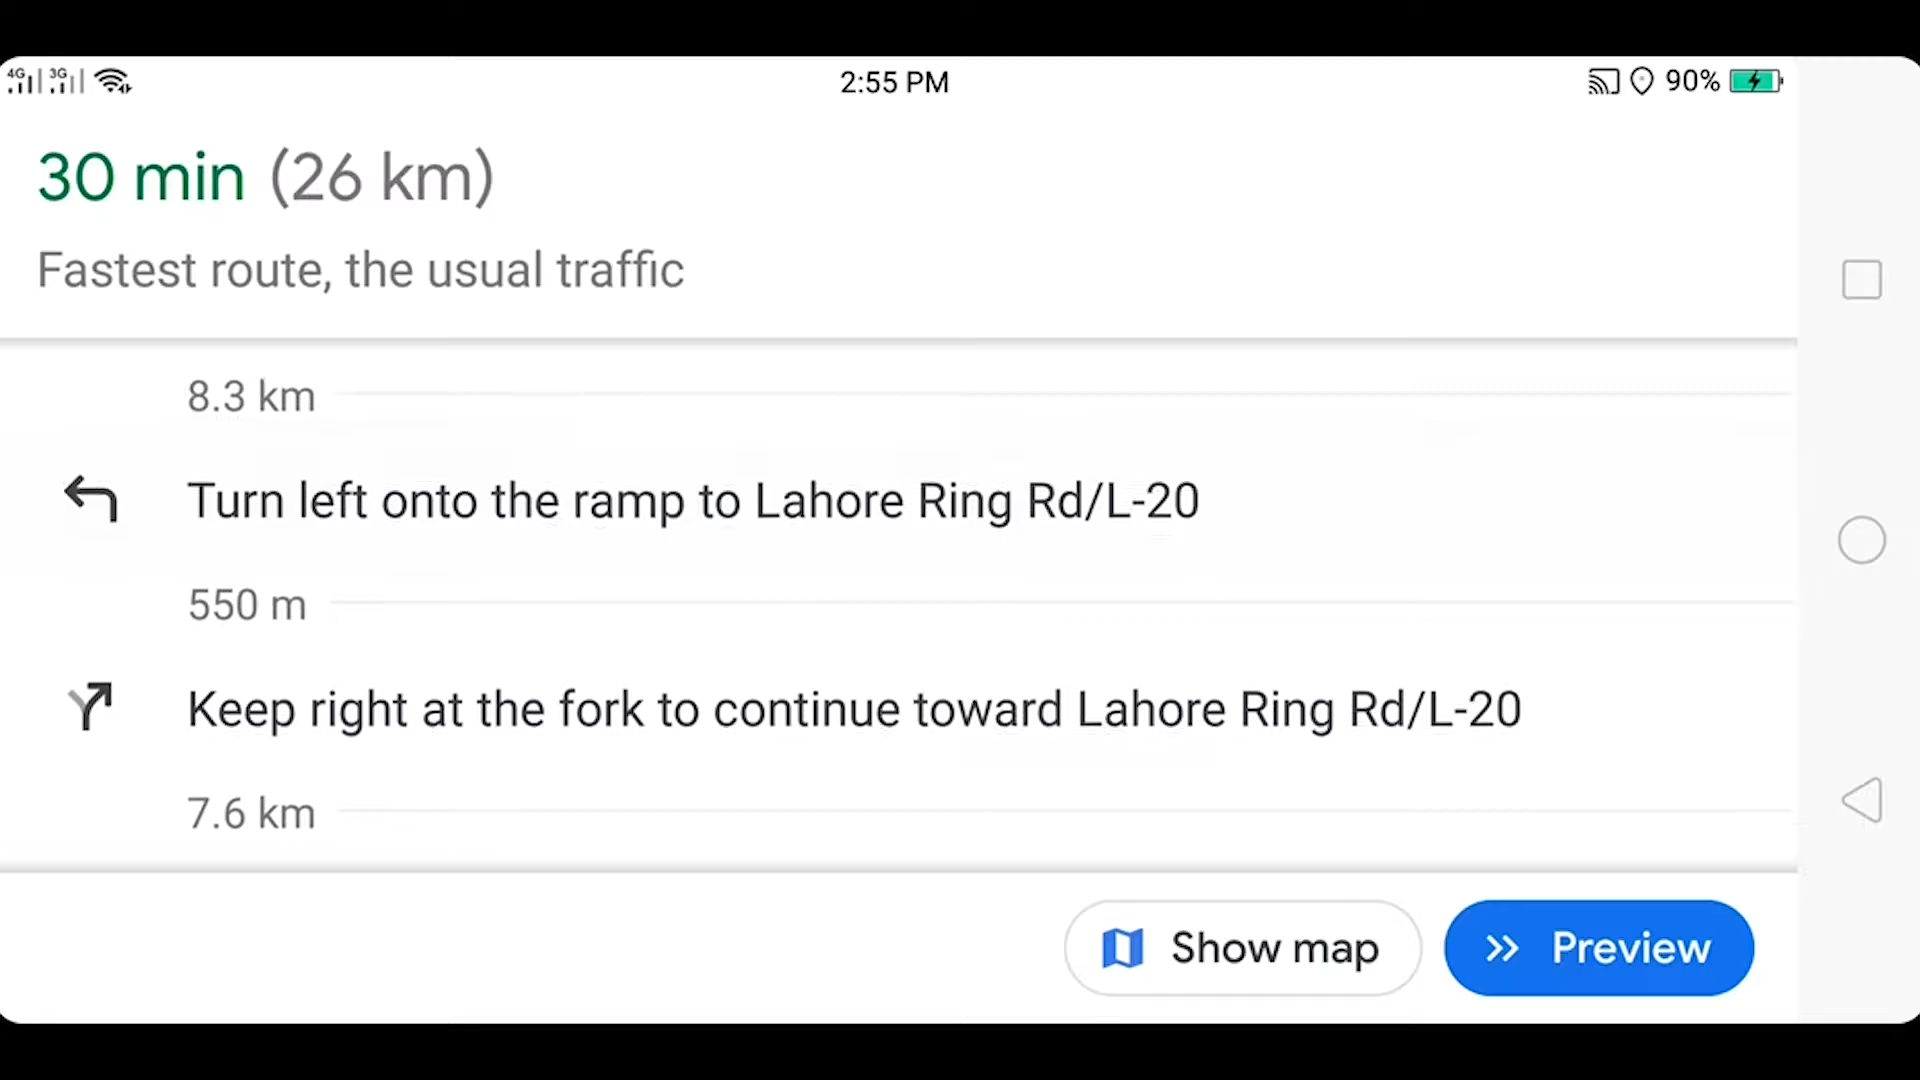 4G 3G 2:55 PM 90%
30 min (26 km)
Fastest route, the usual traffic
8.3 km
Turn left onto the ramp to Lahore Ring Rd/L-20
550 m
Keep right at the fork to continue toward Lahore Ring Rd/L-20
7.6 km
Show map Preview